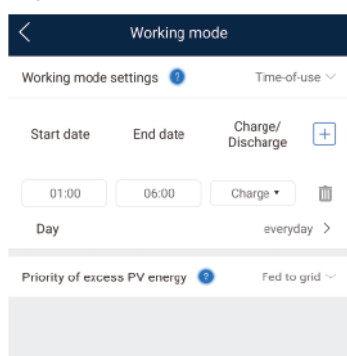 Working mode
Working mode settings ? Time-of-use
Start date End date Charge/
Discharge
01:00 06:00 Charge
Day everyday
Priority of excess PV energy ? Fed to grid